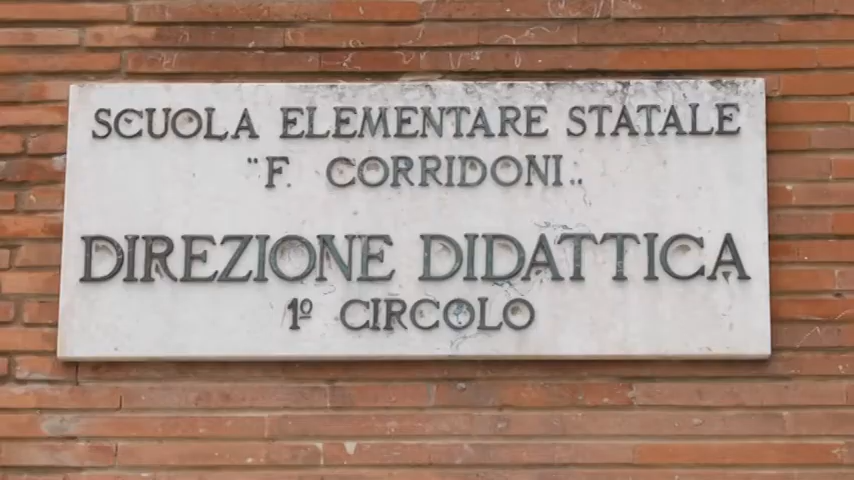 SCUOLA ELEMENTARE STATALE
"F. CORRIDONI"
DIREZIONE DIDATTICA
1º CIRCOLO